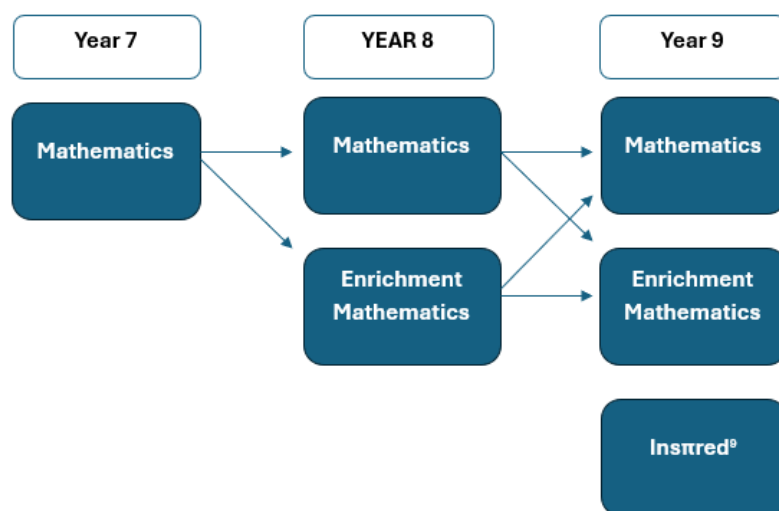 Year 7
YEAR 8
Year 9
Mathematics
Mathematics
Mathematics
Enrichment
Mathematics
Enrichment
Mathematics
Insπred⁹